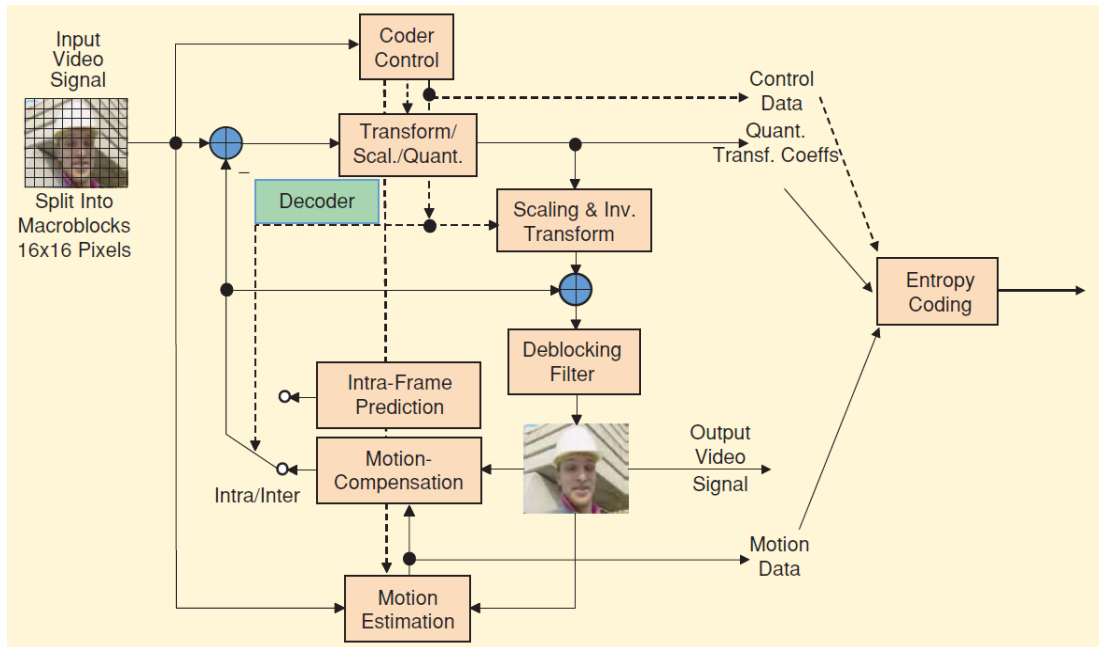 Input
Video
Signal
Split Into
Macroblocks
16x16 Pixels
Coder
Control
Transform/
Scal./Quant.
–
Decoder
Scaling & Inv.
Transform
Control
Data
Quant.
Transf. Coeffs
Entropy
Coding
Deblocking
Filter
Intra-Frame
Prediction
Motion-
Compensation
Intra/Inter
Output
Video
Signal
Motion
Data
Motion
Estimation